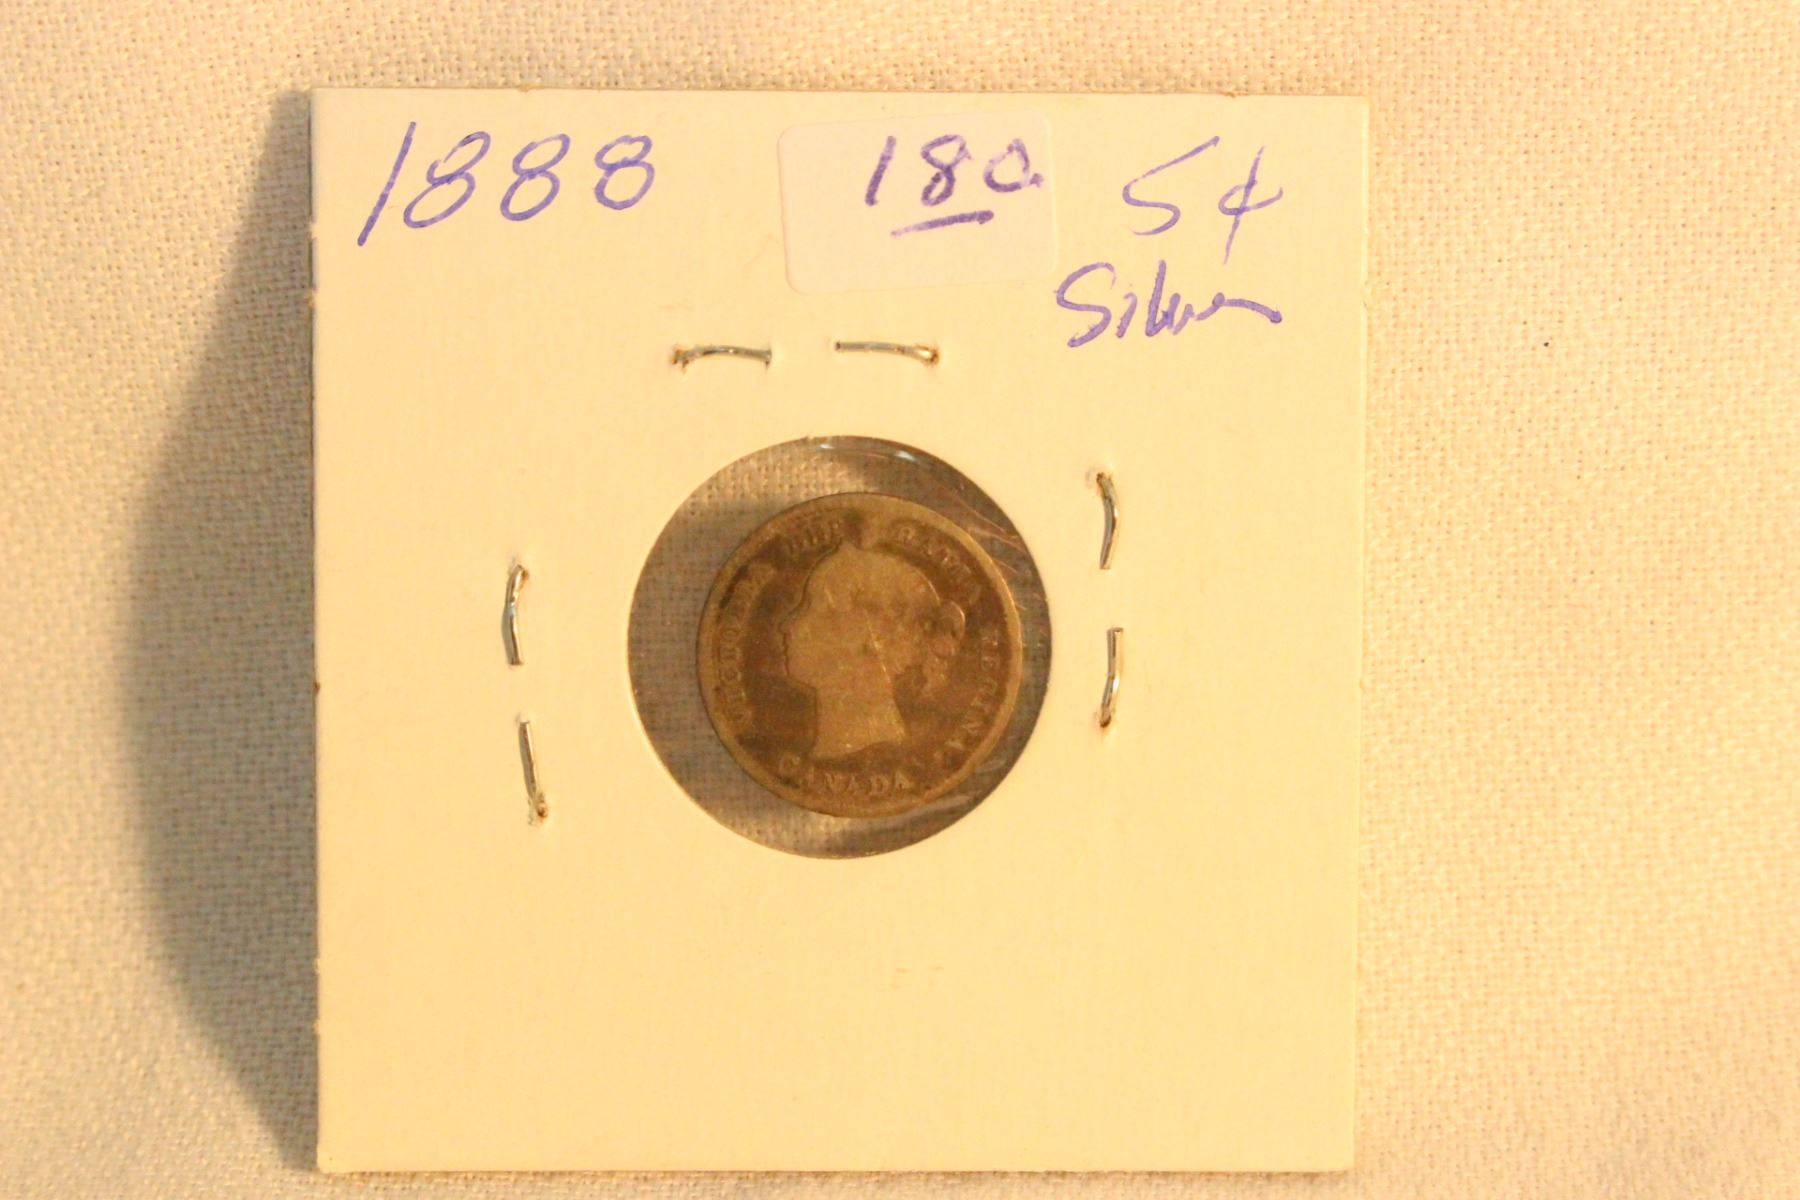 1888 180 5¢
Silver
VICTORIA DEI GRATIA REGINA.
CANADA